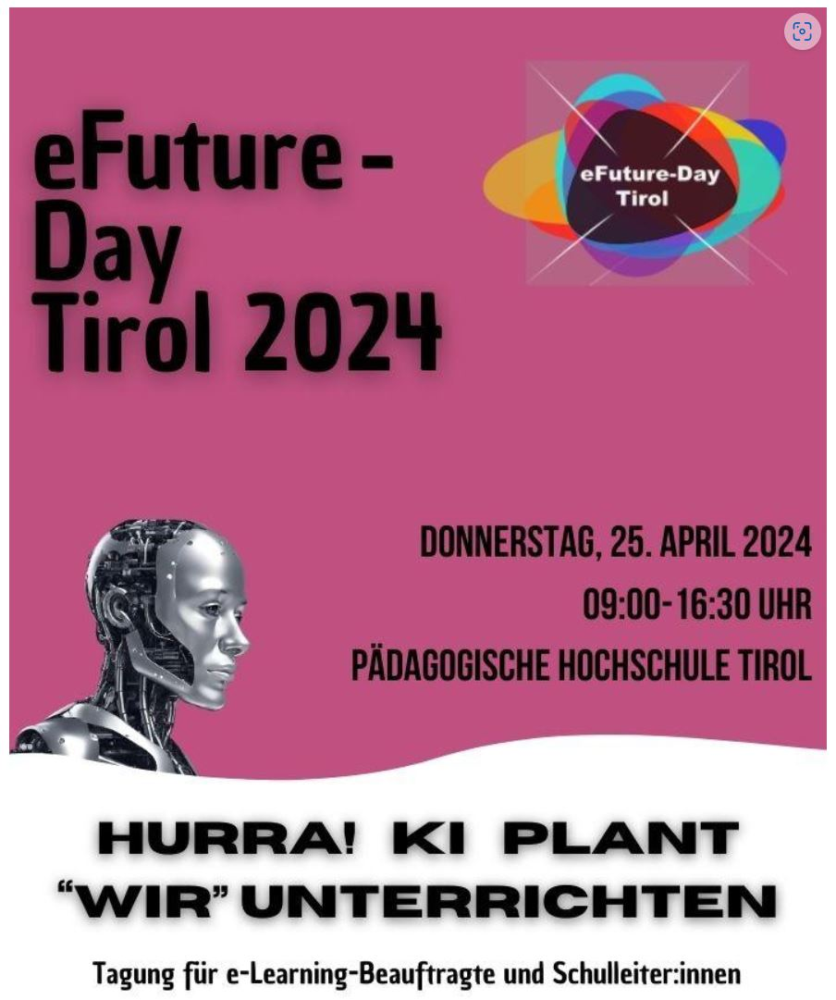 eFuture -
Day
Tirol 2024
eFuture-Day
Tirol
DONNERSTAG, 25. APRIL 2024
09:00-16:30 UHR
PÄDAGOGISCHE HOCHSCHULE TIROL
HURRA! KI PLANT
“WIR” UNTERRICHTEN
Tagung für e-Learning-Beauftragte und Schulleiter:innen